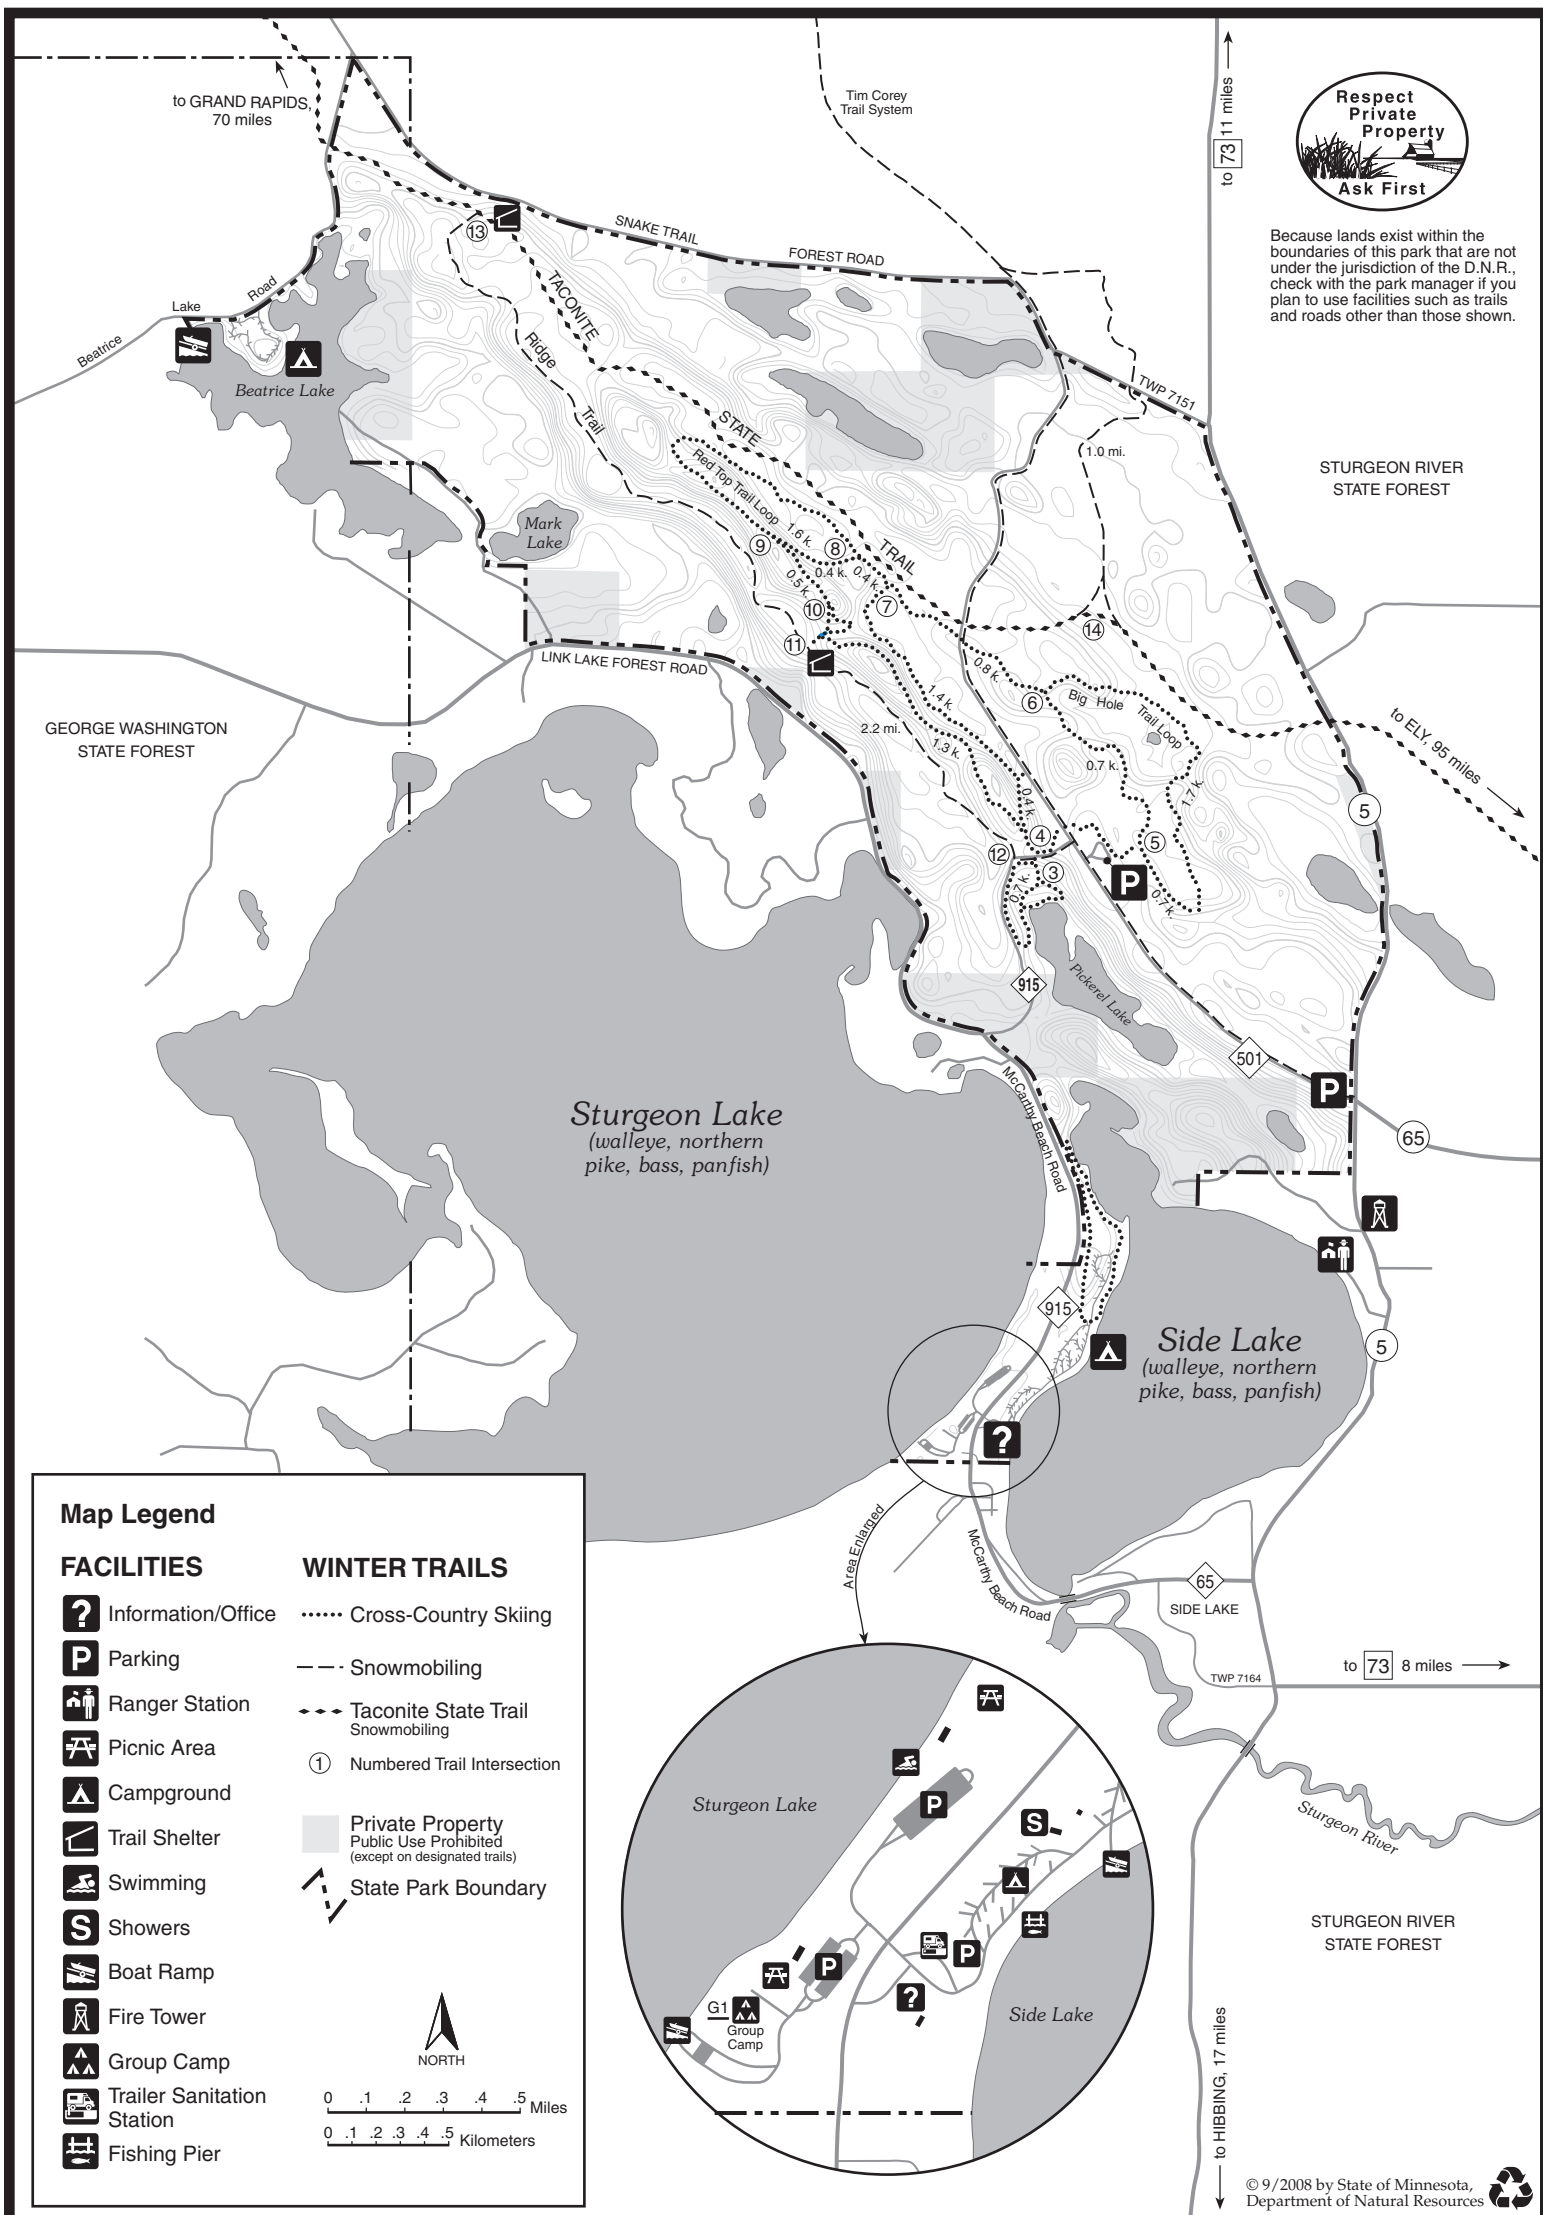 to GRAND RAPIDS,
70 miles
Tim Corey
Trail System
to 73 11 miles
Respect
Private
Property
Ask First
Because lands exist within the
boundaries of this park that are not
under the jurisdiction of the D.N.R.,
check with the park manager if you
plan to use facilities such as trails
and roads other than those shown.
13
SNAKE TRAIL
FOREST ROAD
TACONITE
Ridge
Trail
Beatrice
Lake
Road
Beatrice Lake
TWP 7151
STATE
1.0 mi.
STURGEON RIVER
STATE FOREST
Red Top Trail Loop
1.6 k.
Mark
Lake
9
8
TRAIL
0.4 k.
0.4 k.
0.5 k.
10
7
14
11
LINK LAKE FOREST ROAD
0.8 k.
6
Big Hole
Trail Loop
1.4 k.
GEORGE WASHINGTON
STATE FOREST
2.2 mi.
1.3 k.
0.7 k.
1.7 k.
to ELY, 95 miles
0.4 k.
5
4
5
12
3
P
0.7 k.
0.7 k.
915
Pickerel Lake
501
P
McCarthy Beach Road
65
Sturgeon Lake
(walleye, northern
pike, bass, panfish)
915
Side Lake
(walleye, northern
pike, bass, panfish)
5
?
Area Enlarged
McCarthy Beach Road
65
SIDE LAKE
to 73 8 miles
TWP 7164
Sturgeon River
STURGEON RIVER
STATE FOREST
to HIBBING, 17 miles
Map Legend
FACILITIES
? Information/Office
P Parking
Ranger Station
Picnic Area
Campground
Trail Shelter
Swimming
S Showers
Boat Ramp
Fire Tower
Group Camp
Trailer Sanitation
Station
Fishing Pier
WINTER TRAILS
Cross-Country Skiing
Snowmobiling
Taconite State Trail
Snowmobiling
1 Numbered Trail Intersection
Private Property
Public Use Prohibited
(except on designated trails)
State Park Boundary
NORTH
0 .1 .2 .3 .4 .5 Miles
0 .1 .2 .3 .4 .5 Kilometers
Sturgeon Lake
P
S
P
P
?
G1
Group
Camp
Side Lake
© 9/2008 by State of Minnesota,
Department of Natural Resources